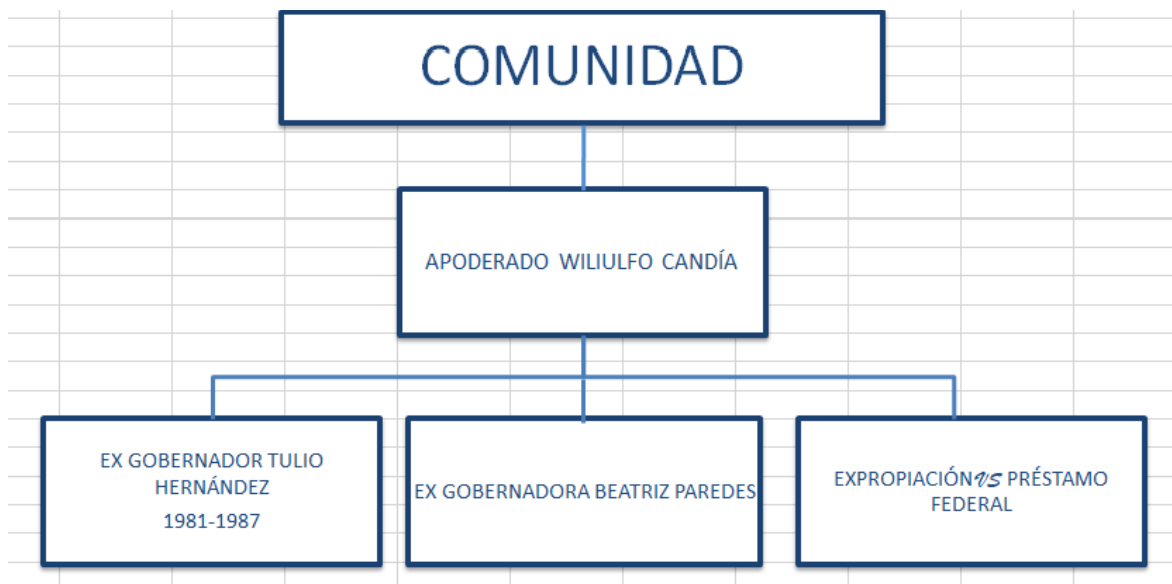 COMUNIDAD
APODERADO WILIULFO CANDÍA
EX GOBERNADOR TULIO
HERNÁNDEZ
1981-1987
EX GOBERNADORA BEATRIZ PAREDES
EXPROPIACIÓN VS PRÉSTAMO
FEDERAL